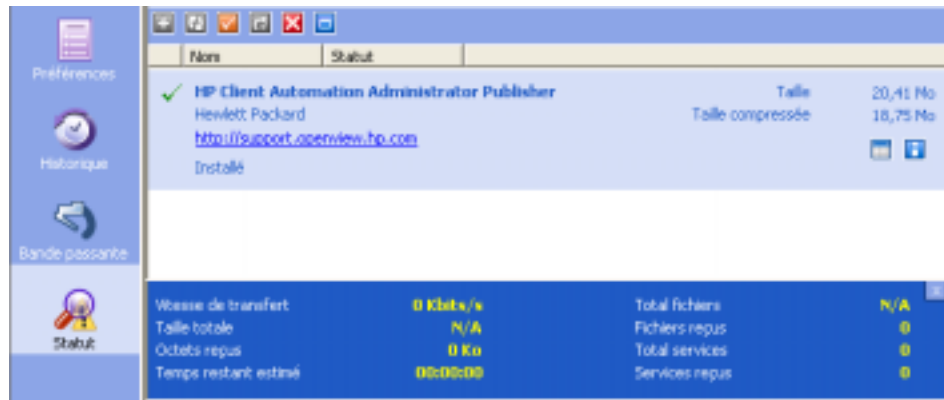 Préférences
Historique
Bande passante
Statut
Nom Statut
HP Client Automation Administrator Publisher
Hewlett Packard
http://support.openview.hp.com
Installé
Taille 20,41 Mo
Taille compressée 18,75 Mo
Vitesse de transfert 0 Kbits/s
Taille totale N/A
Octets reçus 0 Ko
Temps restant estimé 00:00:00
Total fichiers N/A
Fichiers reçus 0
Total services 0
Services reçus 0